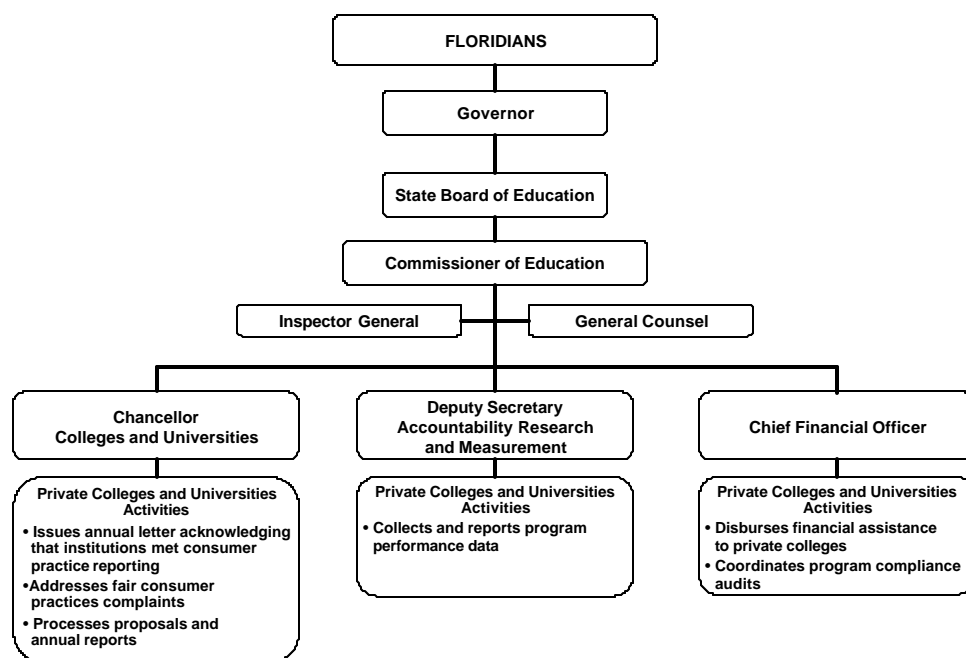 FLORIDIANS
Governor
State Board of Education
Commissioner of Education
Inspector General
General Counsel
Chancellor
Colleges and Universities
Deputy Secretary
Accountability Research
and Measurement
Chief Financial Officer
Private Colleges and Universities
Activities
• Issues annual letter acknowledging
that institutions met consumer
practice reporting
•Addresses fair consumer
practices complaints
• Processes proposals and
annual reports
Private Colleges and Universities
Activities
• Collects and reports program
performance data
Private Colleges and Universities
Activities
• Disburses financial assistance
to private colleges
• Coordinates program compliance
audits